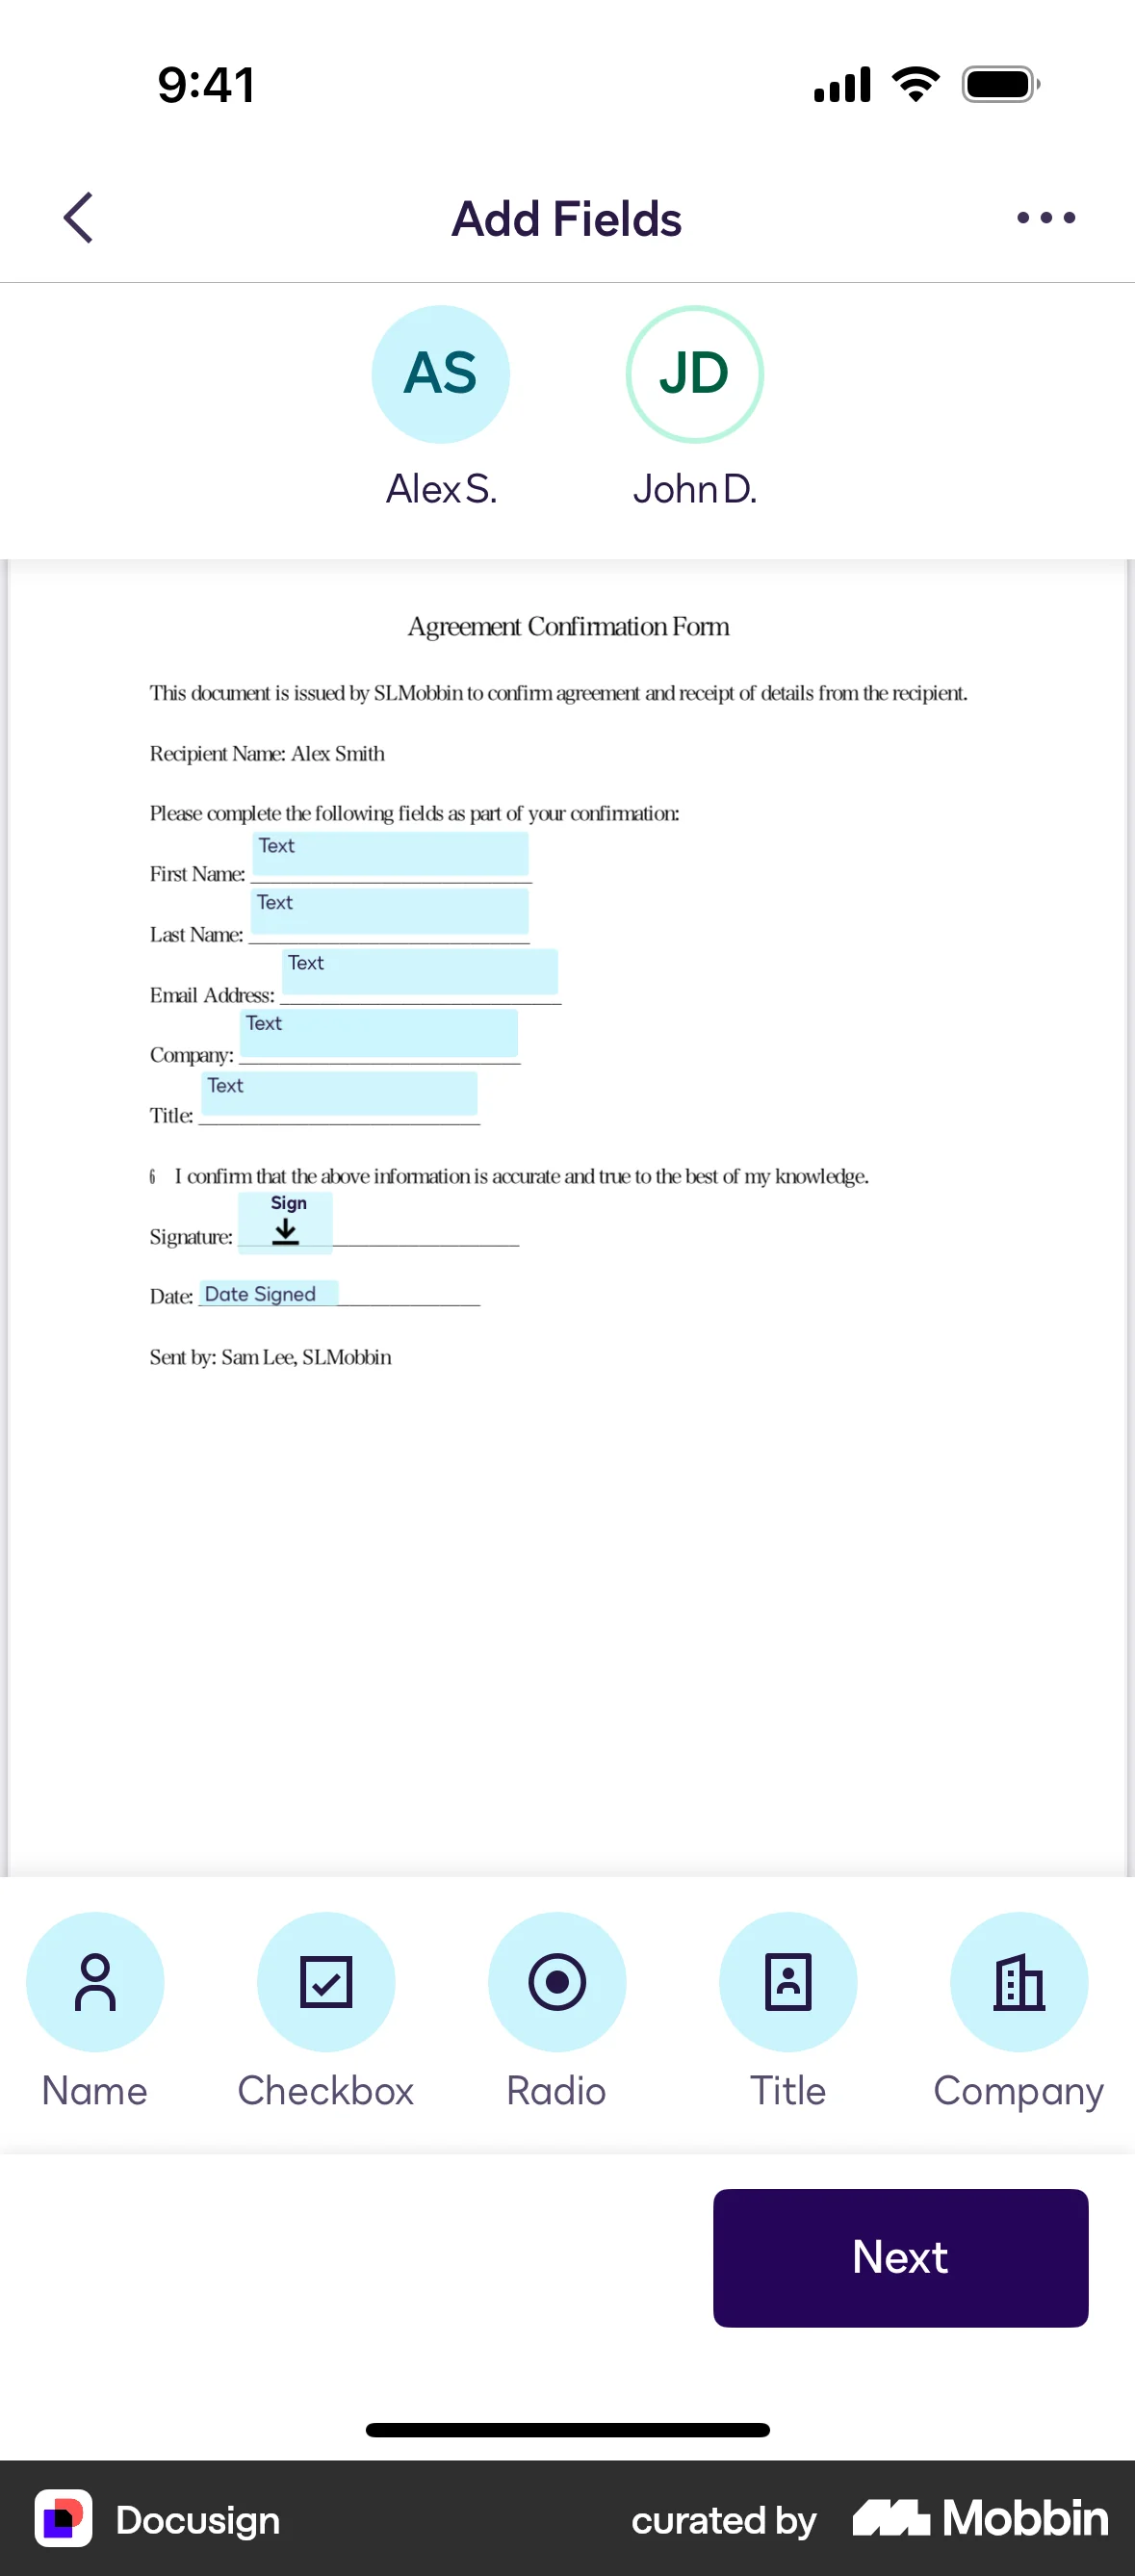 9:41
Add Fields
AS
JD
Alex S.
John D.
Agreement Confirmation Form
This document is issued by SLMobbin to confirm agreement and receipt of details from the recipient.
Recipient Name: Alex Smith
Please complete the following fields as part of your confirmation:
First Name: Text
Last Name: Text
Email Address: Text
Company: Text
Title: Text
6 I confirm that the above information is accurate and true to the best of my knowledge.
Sign
Signature:
Date: Date Signed
Sent by: Sam Lee, SLMobbin
Name
Checkbox
Radio
Title
Company
Next
Docusign
curated by Mobbin